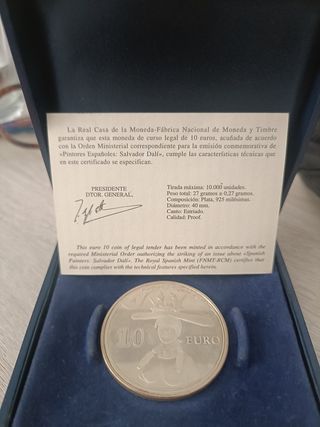 La Real Casa de la Moneda-Fábrica Nacional de Moneda y Timbre
garantiza que esta moneda de curso legal de 10 euros, acuñada de acuerdo
con la Orden Ministerial correspondiente para la emisión conmemorativa de
«Pintores Españoles: Salvador Dalí», cumple las características técnicas que
en este certificado se especifican.
PRESIDENTE
DTOR. GENERAL,
Tirada máxima: 10.000 unidades.
Peso total: 27 gramos ± 0,27 gramos.
Composición: Plata, 925 milésimas.
Diámetro: 40 mm.
Canto: Estriado.
Calidad: Proof.
This euro 10 coin of legal tender has been minted in accordance with the
required Ministerial Order authorizing the striking of an issue about «Spanish
Painters: Salvador Dalí». The Royal Spanish Mint (FNMT-RCM) certifies that
this coin complies with the technical features specified herein.
10 EURO